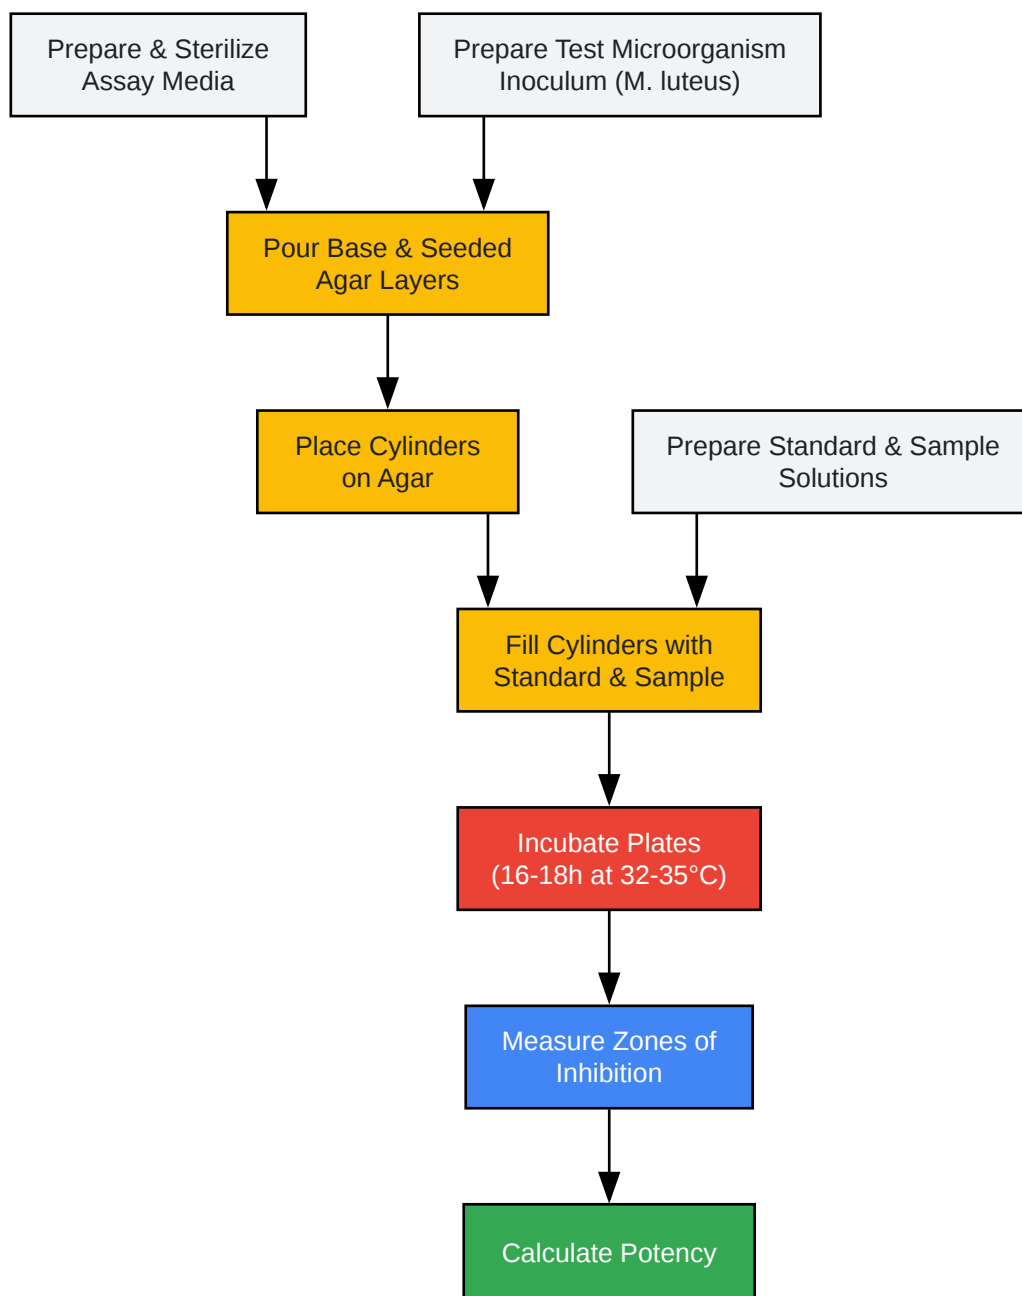 Prepare & Sterilize
Assay Media
Prepare Test Microorganism
Inoculum (M. luteus)
Pour Base & Seeded
Agar Layers
Place Cylinders
on Agar
Prepare Standard & Sample
Solutions
Fill Cylinders with
Standard & Sample
Incubate Plates
(16-18h at 32-35°C)
Measure Zones of
Inhibition
Calculate Potency